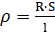 ρ = R·S / l